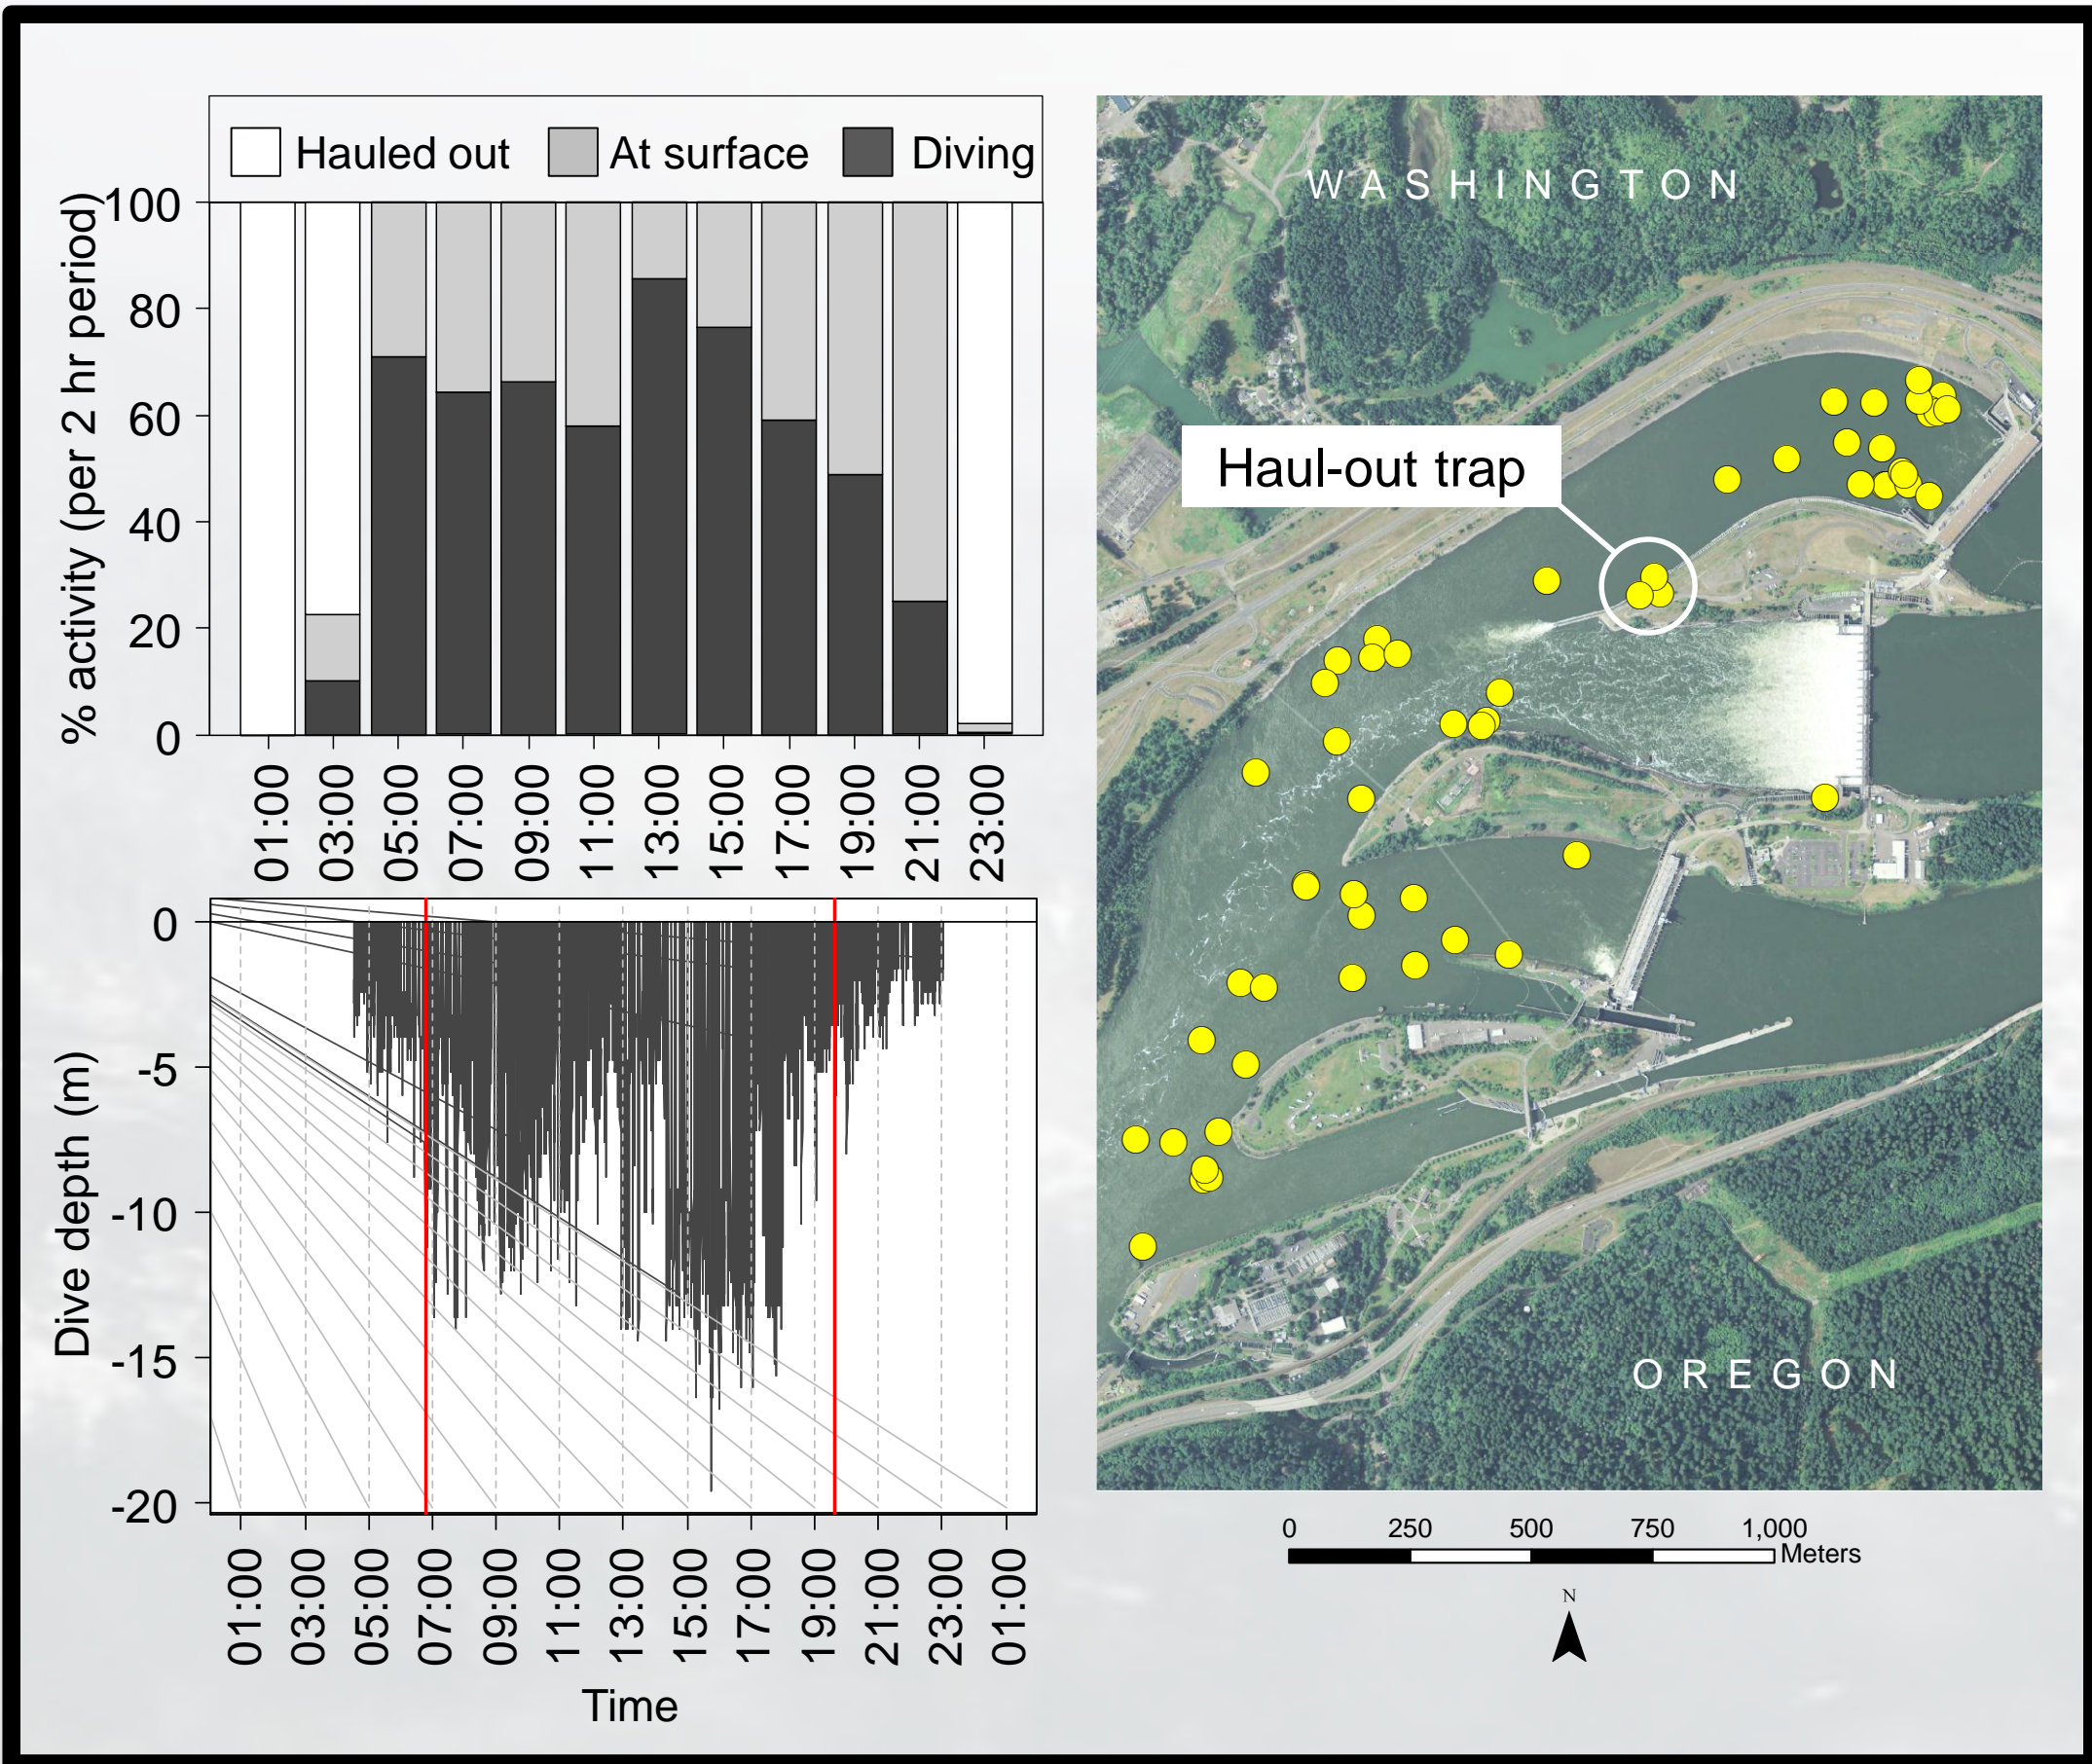 Hauled out At surface Diving
% activity (per 2 hr period)
100
80
60
40
20
0
01:00 03:00 05:00 07:00 09:00 11:00 13:00 15:00 17:00 19:00 21:00 23:00
Dive depth (m)
0
-5
-10
-15
-20
01:00 03:00 05:00 07:00 09:00 11:00 13:00 15:00 17:00 19:00 21:00 23:00 01:00
Time
WASHINGTON
Haul-out trap
OREGON
0 250 500 750 1,000
Meters
N